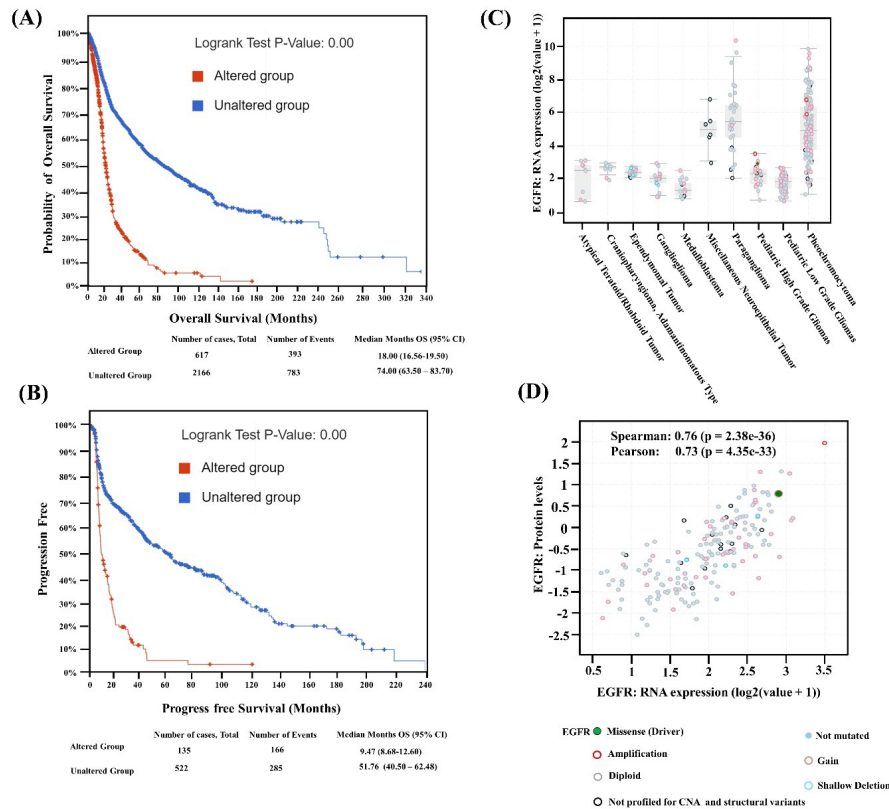 (A)
Logrank Test P-Value: 0.00
Altered group
Unaltered group
Probability of Overall Survival
100%
90%
80%
70%
60%
50%
40%
30%
20%
10%
0%
0 20 40 60 80 100 120 140 160 180 200 220 240 260 280 300 320 340
Overall Survival (Months)
Number of cases, Total Number of Events Median Months OS (95% CI)
Altered Group 617 393 18.00 (16.56-19.50)
Unaltered Group 2166 783 74.00 (63.50 – 83.70)
(B)
Logrank Test P-Value: 0.00
Altered group
Unaltered group
Progression Free
100%
90%
80%
70%
60%
50%
40%
30%
20%
10%
0%
0 20 40 60 80 100 120 140 160 180 200 220 240
Progress free Survival (Months)
Number of cases, Total Number of Events Median Months OS (95% CI)
Altered Group 135 166 9.47 (8.68-12.60)
Unaltered Group 522 285 51.76 (40.50 – 62.48)
(C)
EGFR: RNA expression (log2(value + 1))
10
8
6
4
2
0
Atypical Teratoid/Rhabdoid Tumor
Craniopharyngioma, Adamantinomatous Type
Ependymomal Tumor
Ganglioglioma
Medulloblastoma
Miscellaneous Neuroepithelial Tumor
Paraganglioma
Pediatric High Grade Gliomas
Pediatric Low Grade Gliomas
Pheochromocytoma
(D)
Spearman: 0.76 (p = 2.38e-36)
Pearson: 0.73 (p = 4.35e-33)
EGFR: Protein levels
2
1.5
1
0.5
0
-0.5
-1
-1.5
-2
-2.5
0.5 1 1.5 2 2.5 3 3.5
EGFR: RNA expression (log2(value + 1))
EGFR Missense (Driver)
Not mutated
Amplification
Gain
Diploid
Shallow Deletion
Not profiled for CNA and structural variants